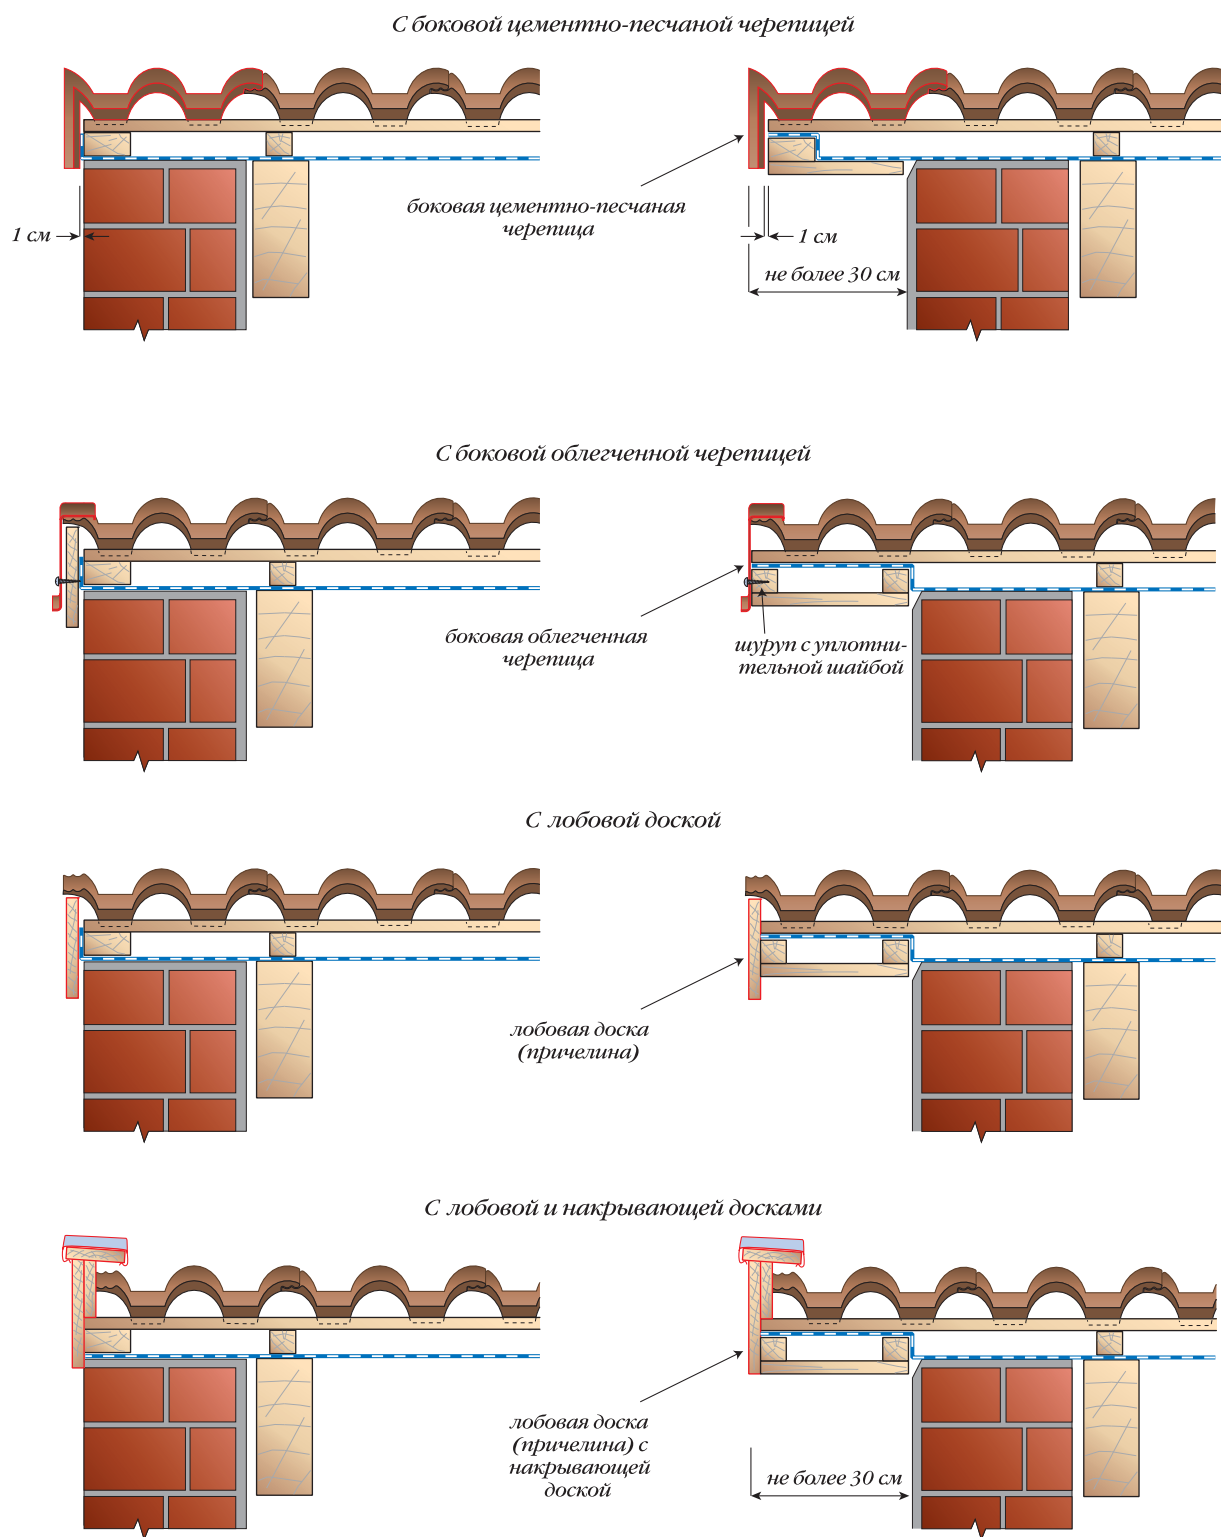 С боковой цементно-песчаной черепицей
боковая цементно-песчаная
черепица
1 см
1 см
не более 30 см
С боковой облегченной черепицей
боковая облегченная
черепица
шуруп с уплотни-
тельной шайбой
С лобовой доской
лобовая доска
(причелина)
С лобовой и накрывающей досками
лобовая доска
(причелина) с
накрывающей
доской
не более 30 см